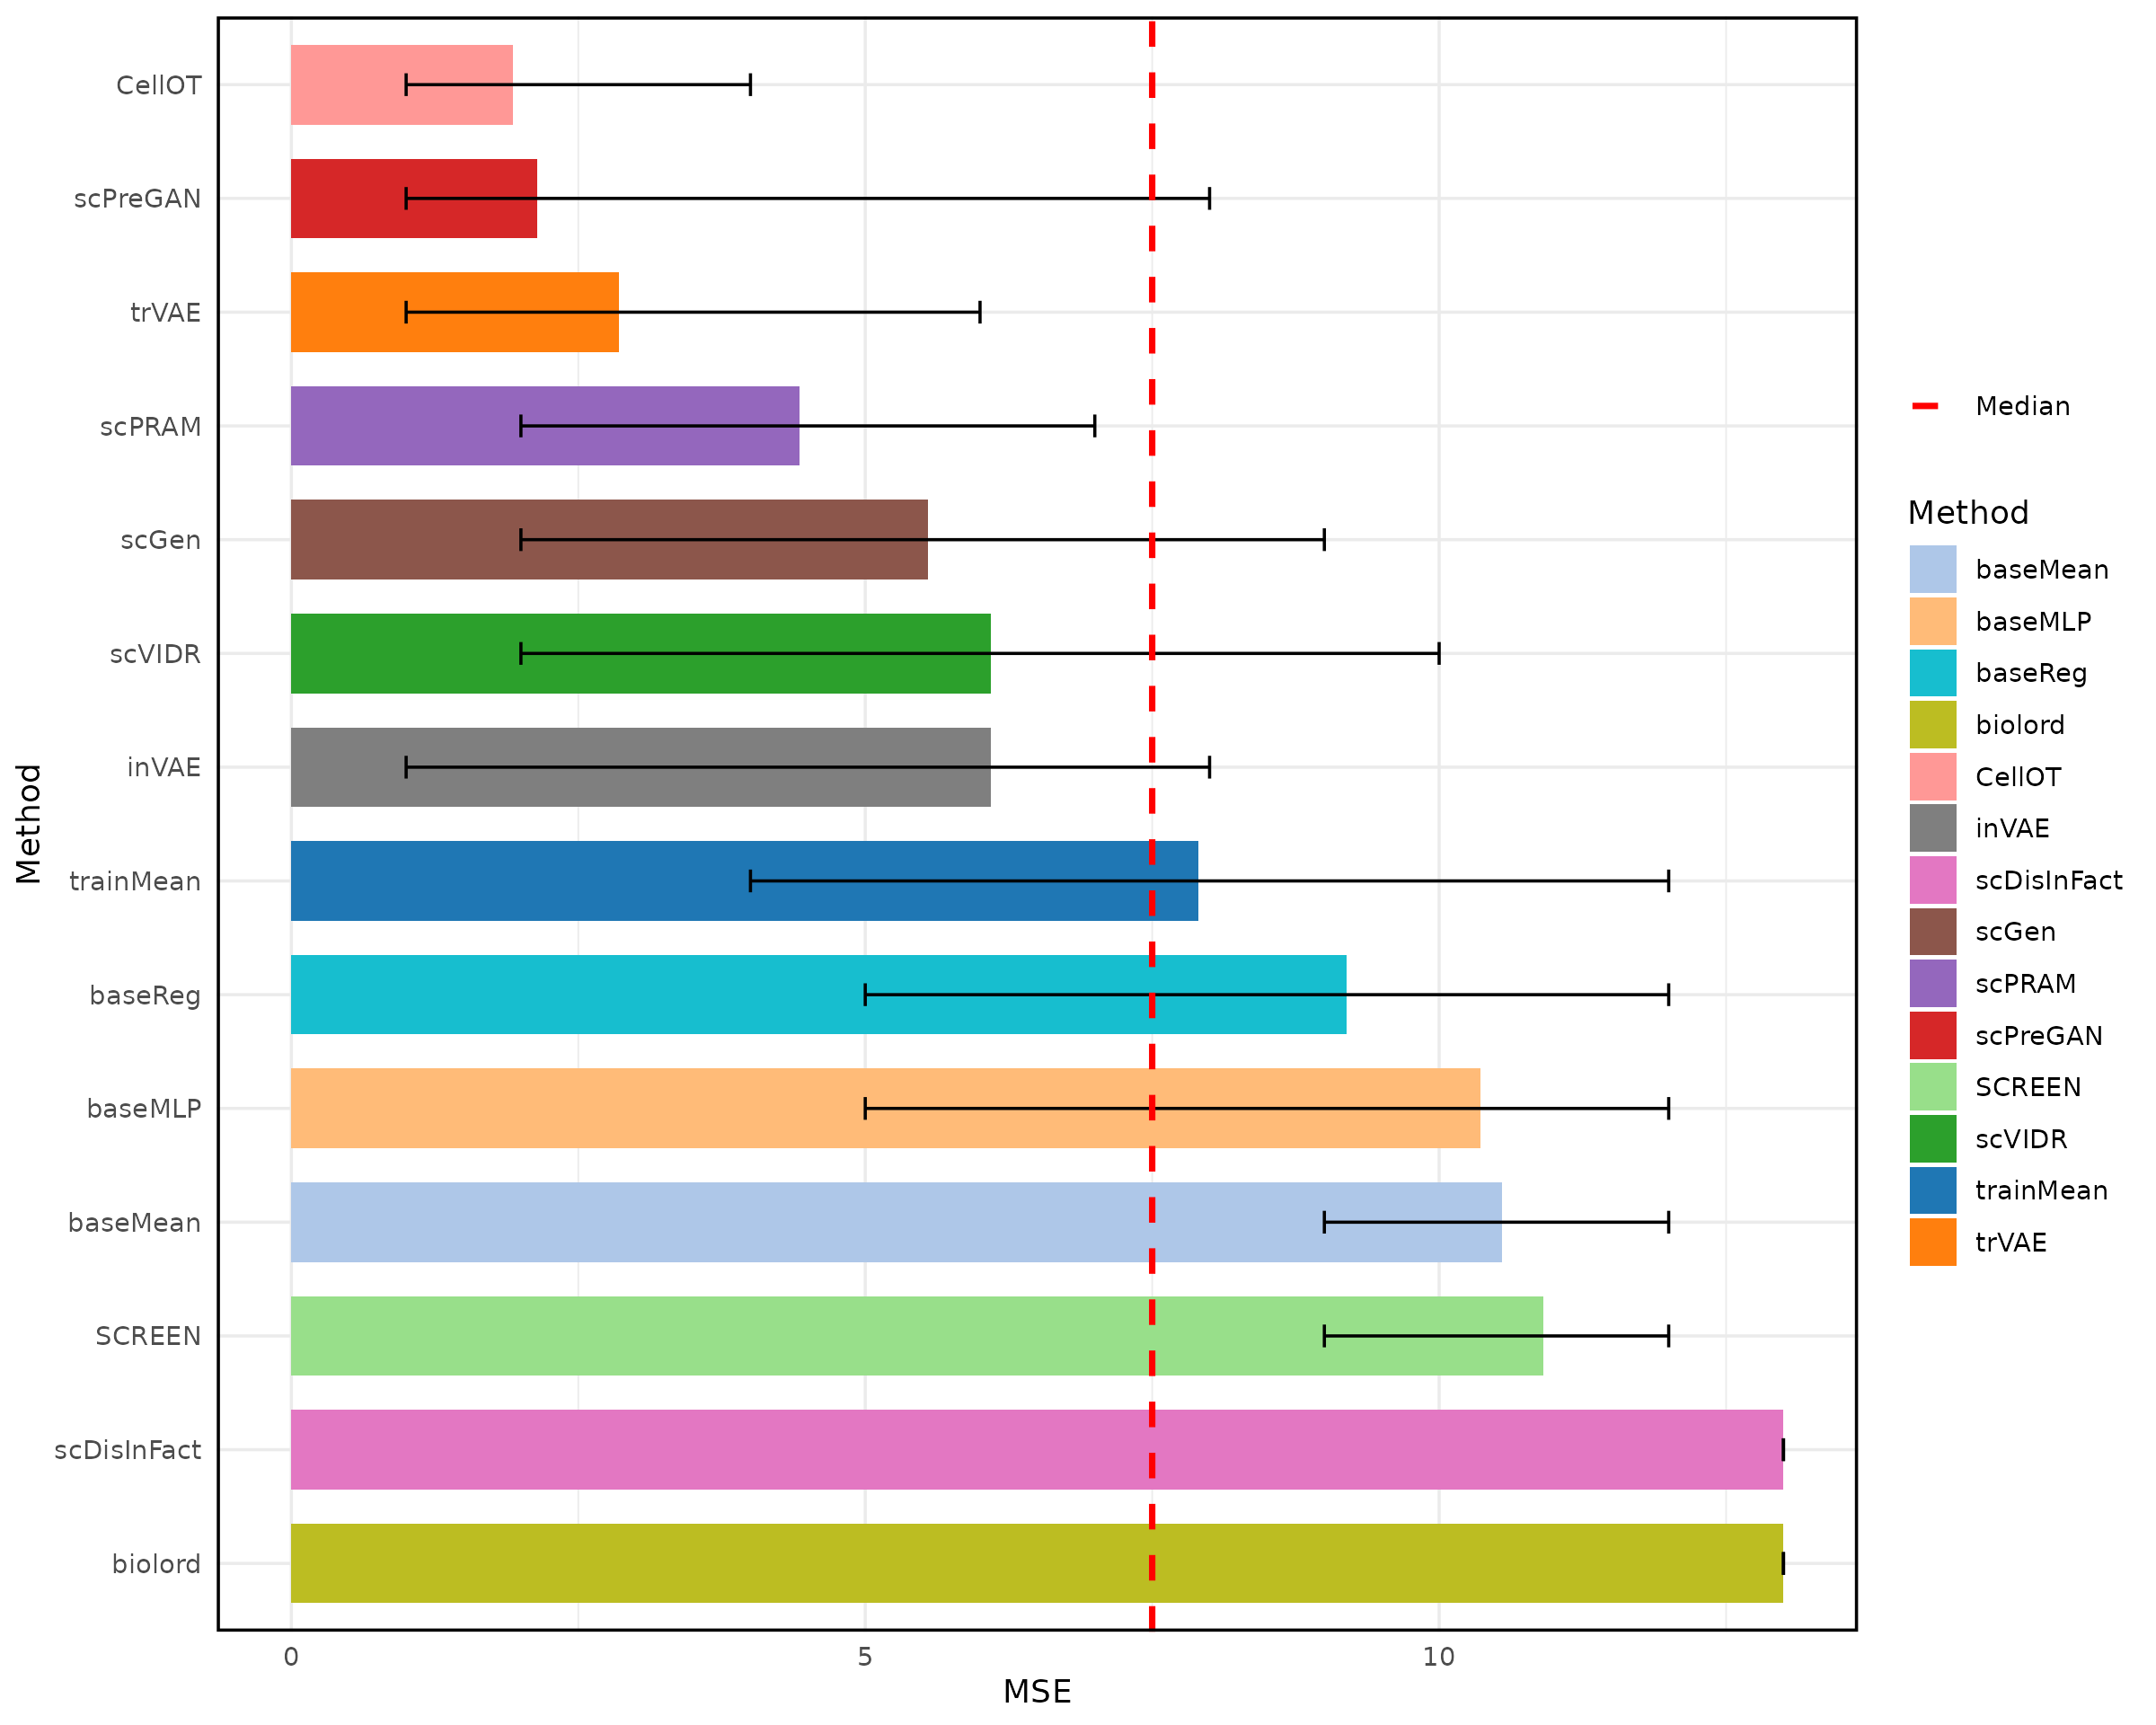 CellOT
scPreGAN
trVAE
scPRAM
scGen
scVIDR
inVAE
trainMean
baseReg
baseMLP
baseMean
SCREEN
scDisInFact
biolord
Method
0 5 10
MSE
Median
Method
baseMean
baseMLP
baseReg
biolord
CellOT
inVAE
scDisInFact
scGen
scPRAM
scPreGAN
SCREEN
scVIDR
trainMean
trVAE